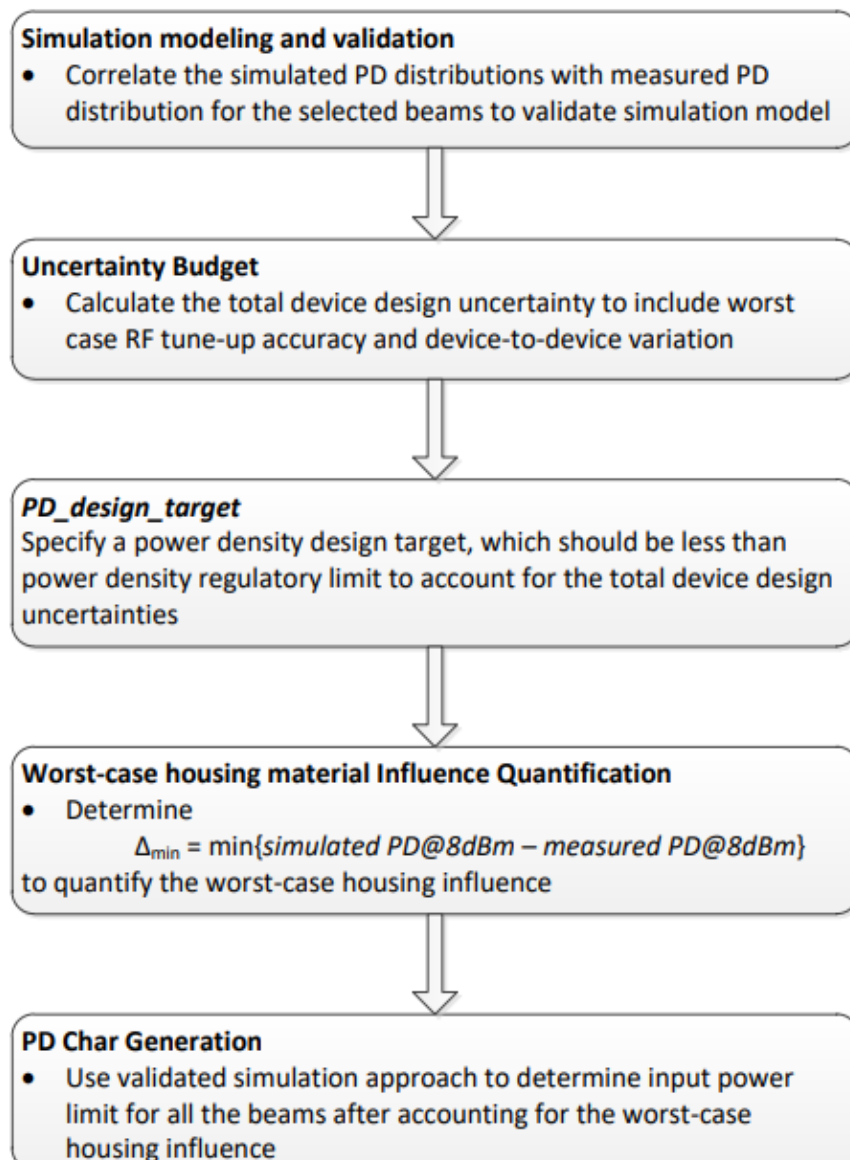 Simulation modeling and validation
• Correlate the simulated PD distributions with measured PD
distribution for the selected beams to validate simulation model
Uncertainty Budget
• Calculate the total device design uncertainty to include worst
case RF tune-up accuracy and device-to-device variation
PD_design_target
Specify a power density design target, which should be less than
power density regulatory limit to account for the total device design
uncertainties
Worst-case housing material Influence Quantification
• Determine
Δmin = min{simulated PD@8dBm – measured PD@8dBm}
to quantify the worst-case housing influence
PD Char Generation
• Use validated simulation approach to determine input power
limit for all the beams after accounting for the worst-case
housing influence